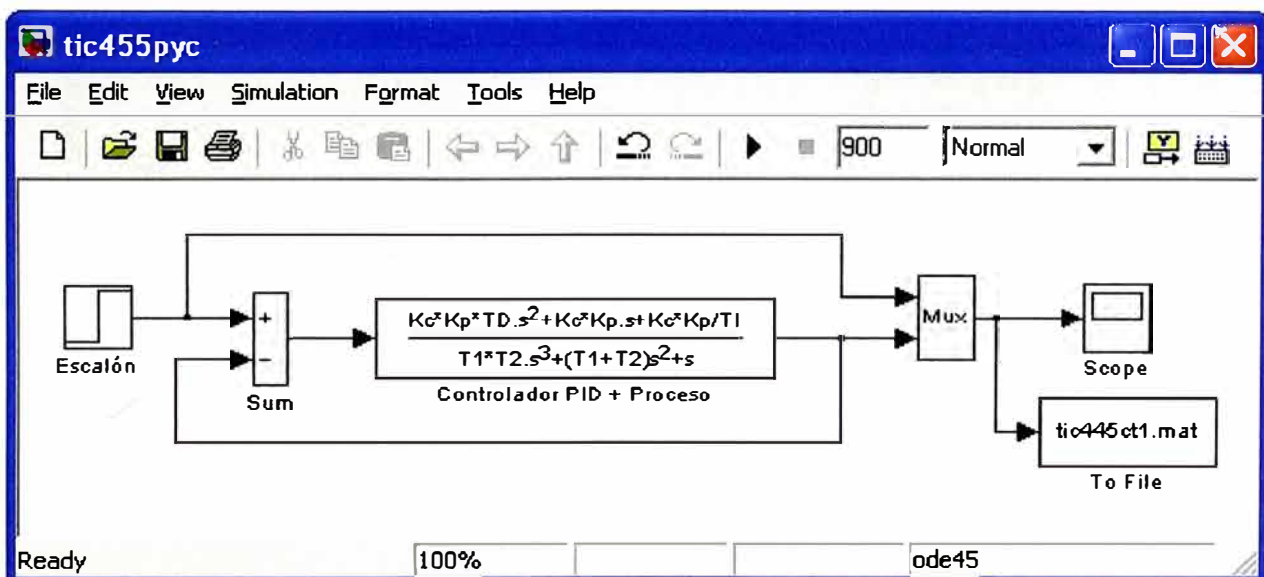 tic455pyc
File Edit View Simulation Format Tools Help
900 Normal
Escalón
+
−
Sum
Kc*Kp*TD.s²+Kc*Kp.s+Kc*Kp/TI
T1*T2.s³+(T1+T2)s²+s
Controlador PID + Proceso
Mux
Scope
tic445ct1.mat
To File
Ready 100% ode45